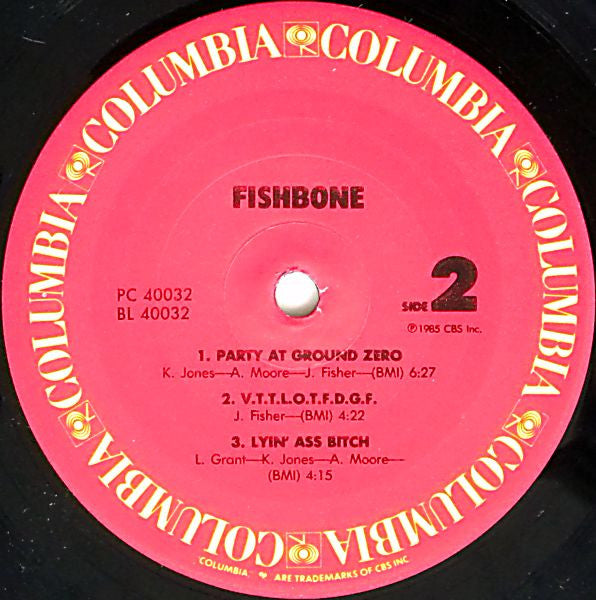 COLUMBIA COLUMBIA COLUMBIA COLUMBIA COLUMBIA COLUMBIA COLUMBIA COLUMBIA
FISHBONE
PC 40032
BL 40032
SIDE 2
℗1985 CBS Inc.
1. PARTY AT GROUND ZERO
K. Jones—A. Moore—J. Fisher—(BMI) 6:27
2. V.T.T.L.O.T.F.D.G.F.
J. Fisher—(BMI) 4:22
3. LYIN' ASS BITCH
L. Grant—K. Jones—A. Moore—
(BMI) 4:15
COLUMBIA, ARE TRADEMARKS OF CBS INC.